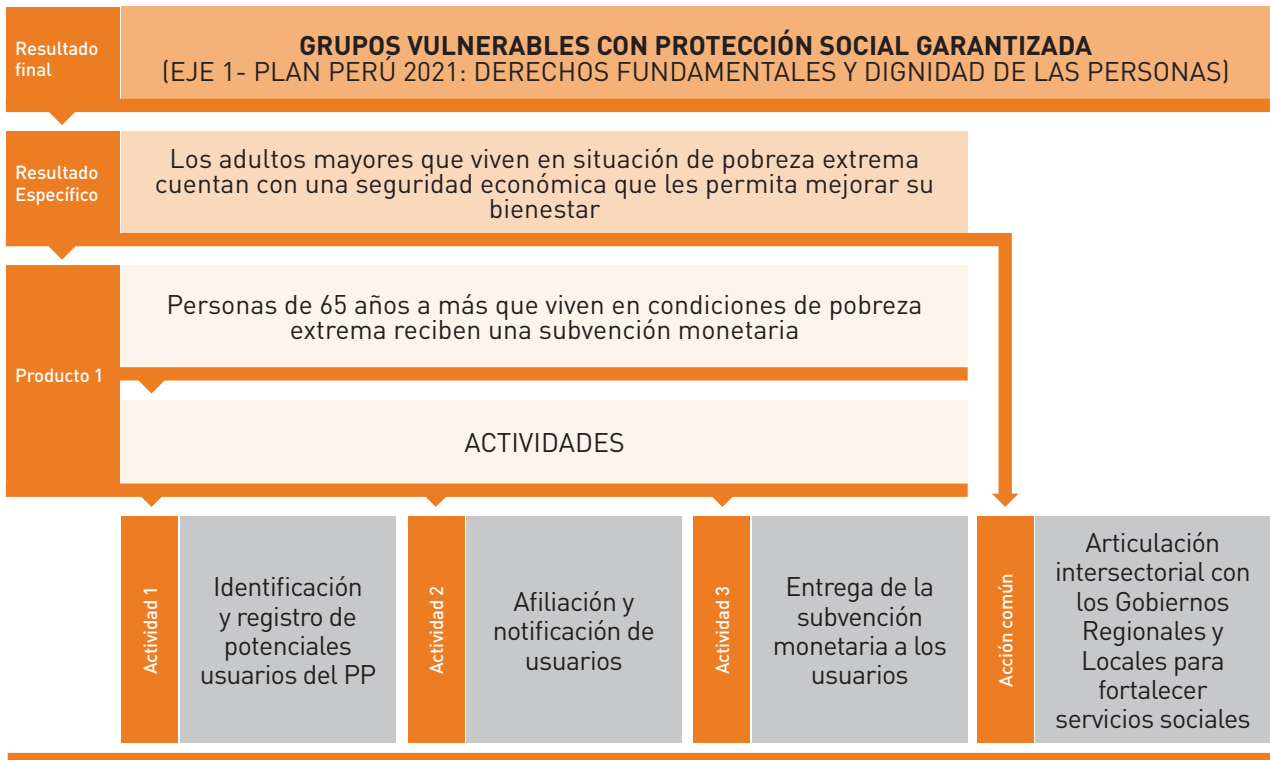 Resultado
final
GRUPOS VULNERABLES CON PROTECCIÓN SOCIAL GARANTIZADA
(EJE 1- PLAN PERÚ 2021: DERECHOS FUNDAMENTALES Y DIGNIDAD DE LAS PERSONAS)
Resultado
Específico
Los adultos mayores que viven en situación de pobreza extrema
cuentan con una seguridad económica que les permita mejorar su
bienestar
Producto 1
Personas de 65 años a más que viven en condiciones de pobreza
extrema reciben una subvención monetaria
ACTIVIDADES
Actividad 1
Identificación
y registro de
potenciales
usuarios del PP
Actividad 2
Afiliación y
notificación de
usuarios
Actividad 3
Entrega de la
subvención
monetaria a los
usuarios
Acción común
Articulación
intersectorial con
los Gobiernos
Regionales y
Locales para
fortalecer
servicios sociales